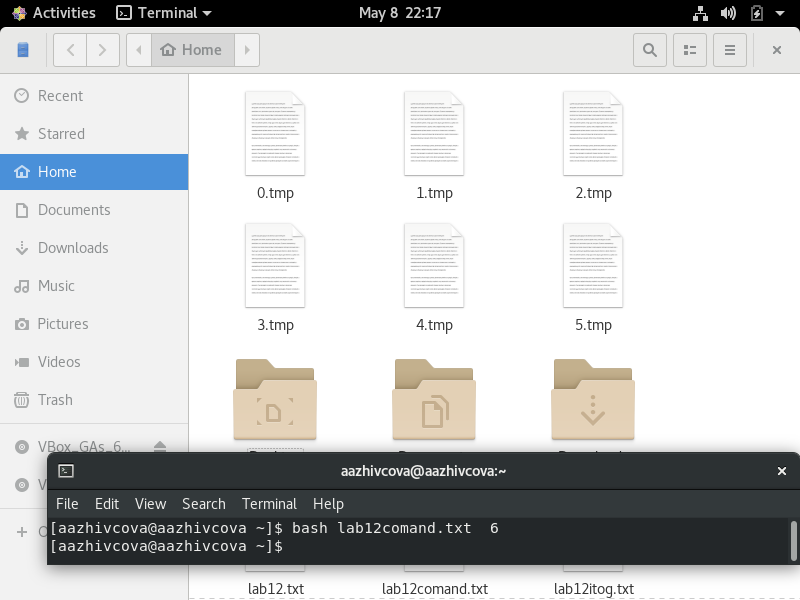 Activities Terminal May 8 22:17
Home
Recent
Starred
Home
Documents
Downloads
Music
Pictures
Videos
Trash
VBox_GAs_6...
0.tmp 1.tmp 2.tmp
3.tmp 4.tmp 5.tmp
aazhivcova@aazhivcova:~
File Edit View Search Terminal Help
[aazhivcova@aazhivcova ~]$ bash lab12comand.txt  6
[aazhivcova@aazhivcova ~]$
lab12.txt lab12comand.txt lab12itog.txt